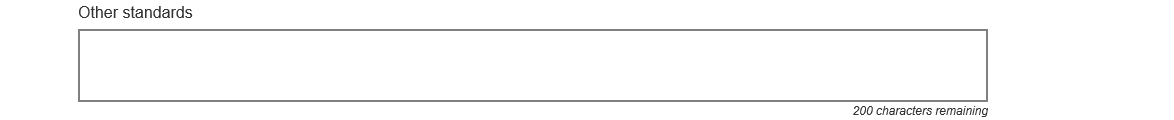 Other standards
200 characters remaining